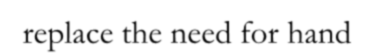 replace the need for hand